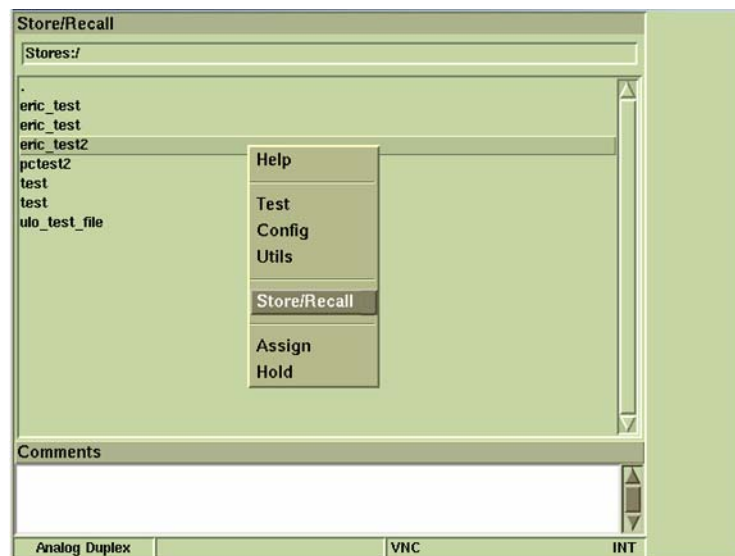 Store/Recall
Stores:/
.
eric_test
eric_test
eric_test2
pctest2
test
test
ulo_test_file
Help
Test
Config
Utils
Store/Recall
Assign
Hold
Comments
Analog Duplex VNC INT